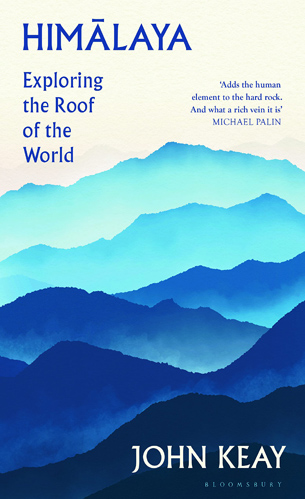 HIMĀLAYA
Exploring
the Roof
of the
World
‘Adds the human
element to the hard rock.
And what a rich vein it is’
MICHAEL PALIN
JOHN KEAY
BLOOMSBURY